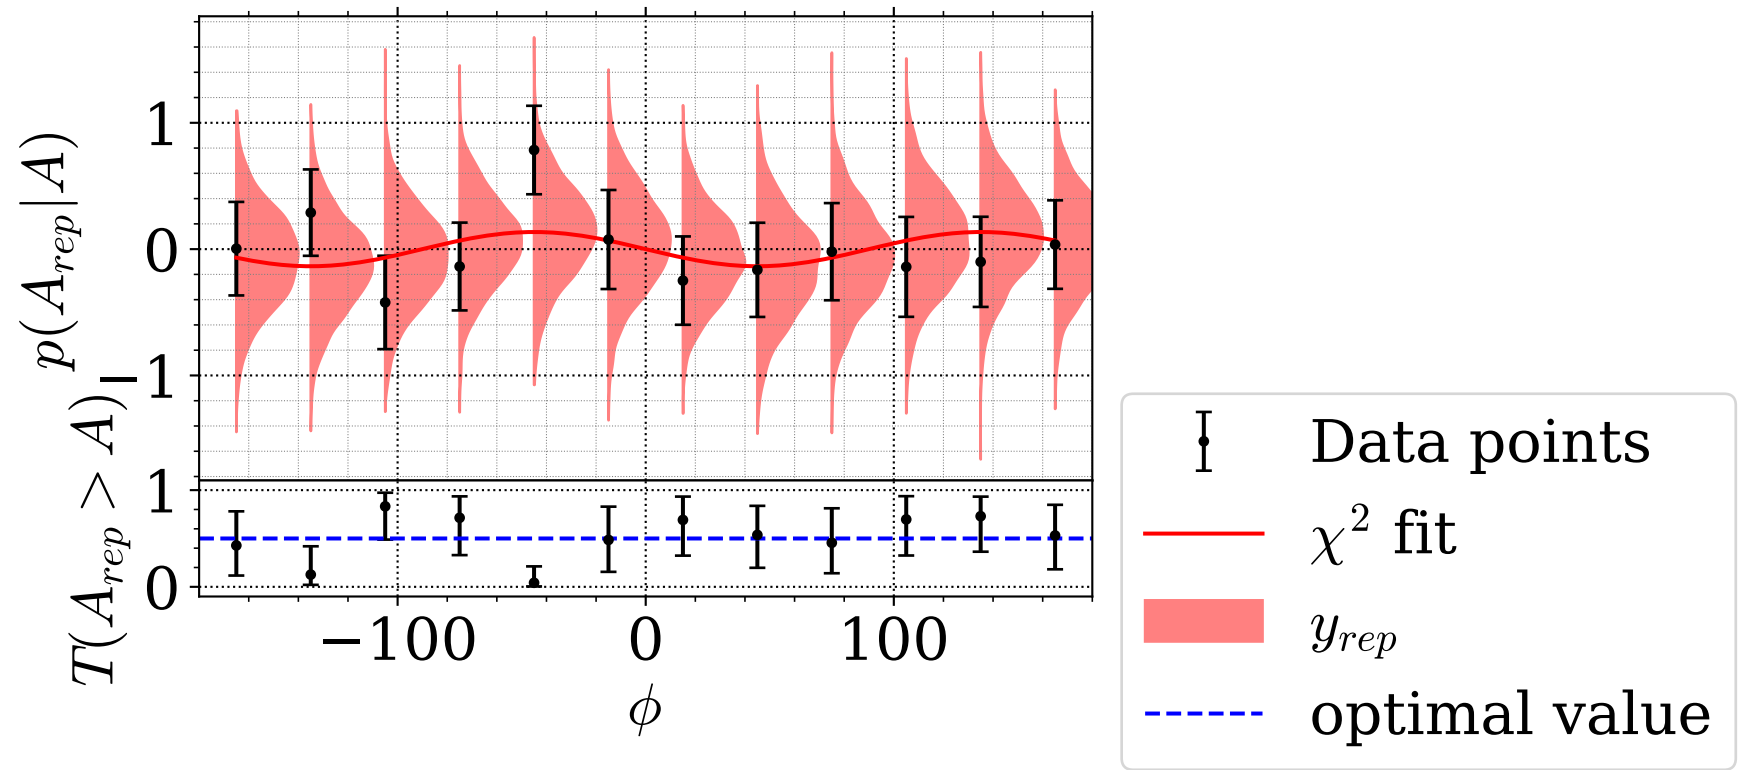 p(A_rep|A)
1
0
−1
T(A_rep > A)
1
0
−100 0 100
ϕ
Data points
χ² fit
y_rep
optimal value